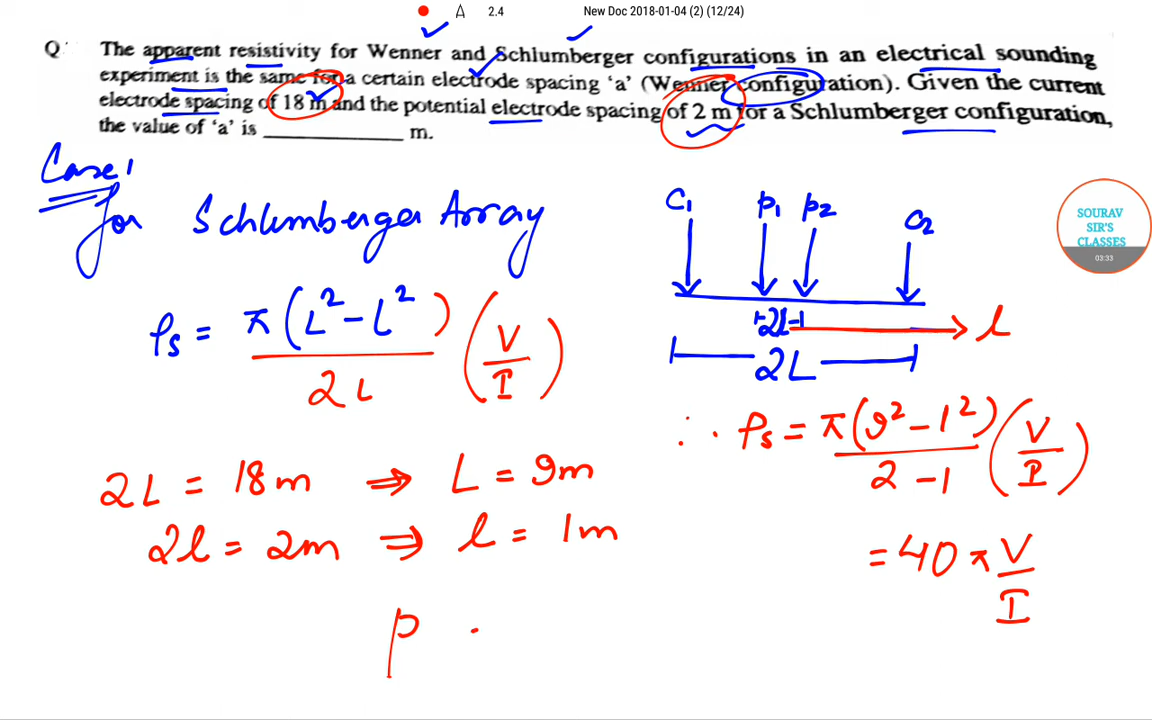 A 2.4 New Doc 2018-01-04 (2) (12/24)
Q. The apparent resistivity for Wenner and Schlumberger configurations in an electrical sounding
experiment is the same for a certain electrode spacing ‘a’ (Wenner configuration). Given the current
electrode spacing of 18 m and the potential electrode spacing of 2 m for a Schlumberger configuration,
the value of ‘a’ is ____________ m.
Case 1
for Schlumberger Array
C1 P1 P2 C2
ρs = π(L² - l²) / 2L (V/I)
2L
l
2L
SOURAV
SIR'S
CLASSES
03:33
∴ ρs = π(9² - 1²) / 2-1 (V/I)
2L = 18m ⇒ L = 9m
2l = 2m ⇒ l = 1m
= 40 π V/I
ρ